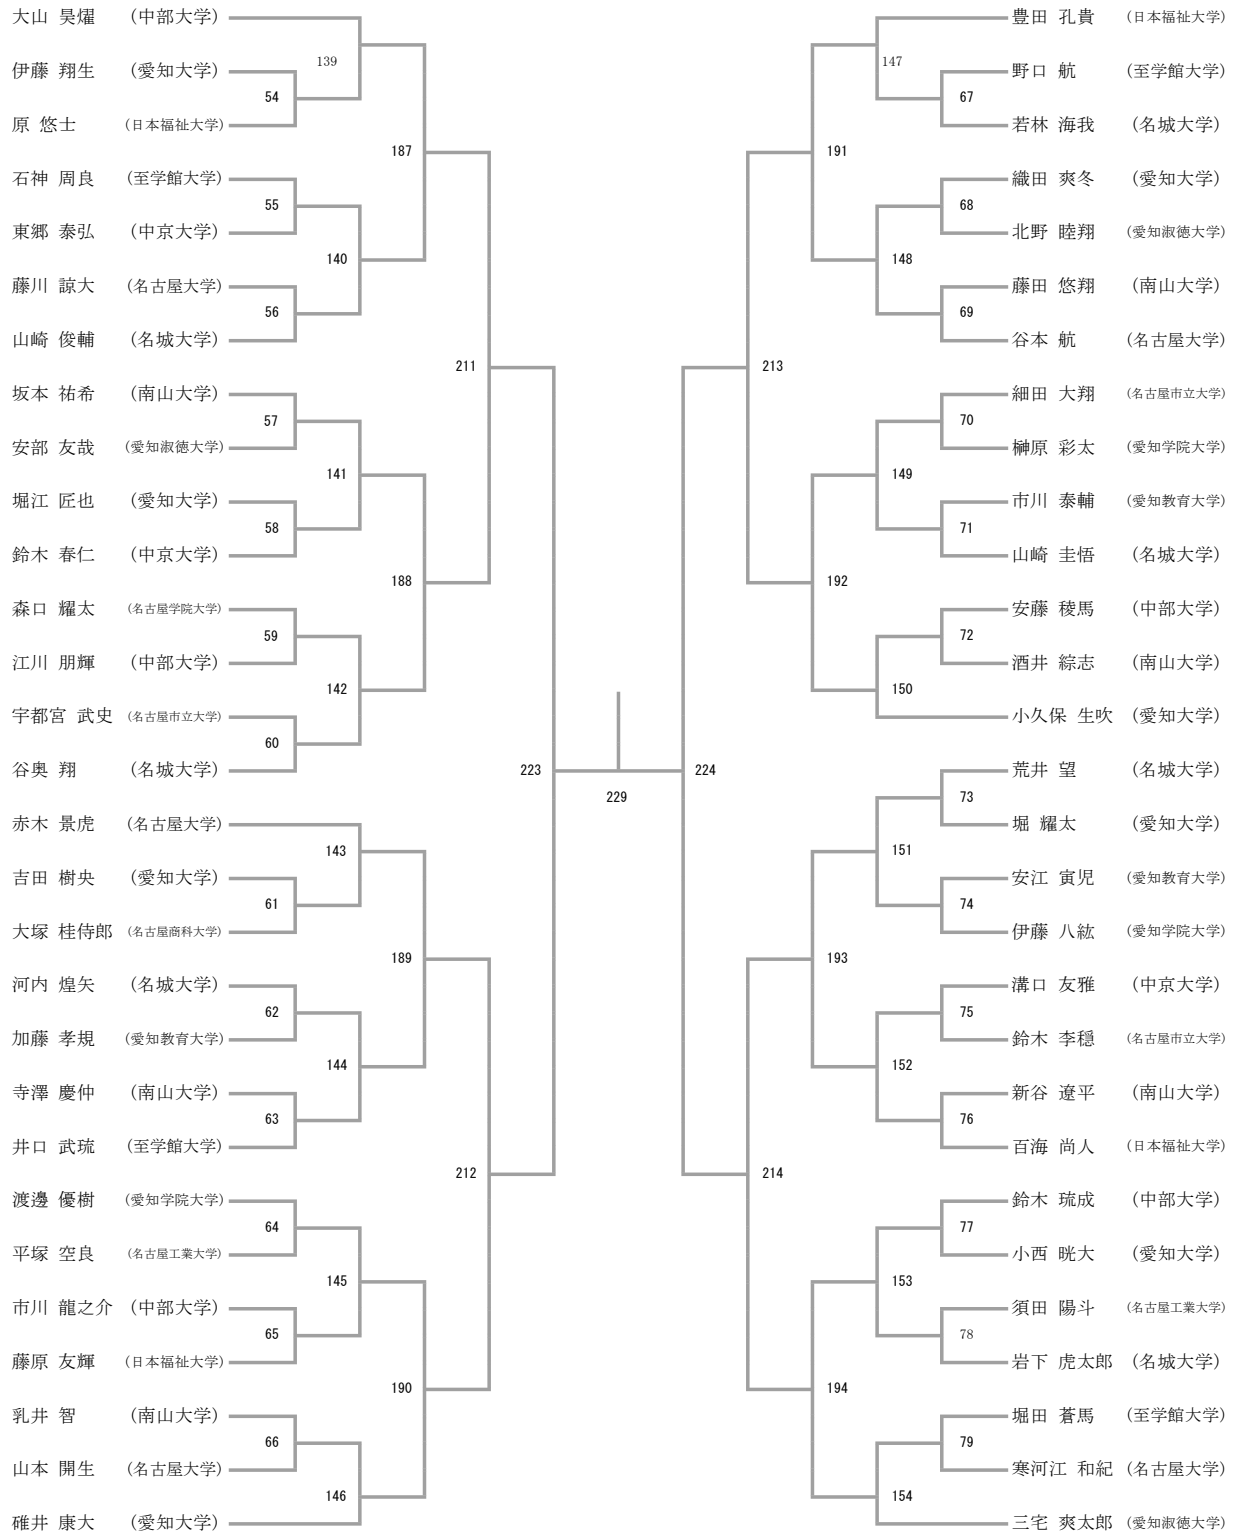 大山 昊燿 (中部大学)
139
伊藤 翔生 (愛知大学)
54
原 悠士 (日本福祉大学)
187
石神 周良 (至学館大学)
55
東郷 泰弘 (中京大学)
140
藤川 諒大 (名古屋大学)
56
山崎 俊輔 (名城大学)
211
坂本 祐希 (南山大学)
57
安部 友哉 (愛知淑徳大学)
141
堀江 匠也 (愛知大学)
58
鈴木 春仁 (中京大学)
188
森口 耀太 (名古屋学院大学)
59
江川 朋輝 (中部大学)
142
宇都宮 武史 (名古屋市立大学)
60
谷奥 翔 (名城大学)
223
赤木 景虎 (名古屋大学)
143
吉田 樹央 (愛知大学)
61
大塚 桂侍郎 (名古屋商科大学)
189
河内 煌矢 (名城大学)
62
加藤 孝規 (愛知教育大学)
144
寺澤 慶仲 (南山大学)
63
井口 武琉 (至学館大学)
212
渡邊 優樹 (愛知学院大学)
64
平塚 空良 (名古屋工業大学)
145
市川 龍之介 (中部大学)
65
藤原 友輝 (日本福祉大学)
190
乳井 智 (南山大学)
66
山本 開生 (名古屋大学)
146
碓井 康大 (愛知大学)
229
豊田 孔貴 (日本福祉大学)
147
野口 航 (至学館大学)
67
若林 海我 (名城大学)
191
織田 爽冬 (愛知大学)
68
北野 睦翔 (愛知淑徳大学)
148
藤田 悠翔 (南山大学)
69
谷本 航 (名古屋大学)
213
細田 大翔 (名古屋市立大学)
70
榊原 彩太 (愛知学院大学)
149
市川 泰輔 (愛知教育大学)
71
山崎 圭悟 (名城大学)
192
安藤 稜馬 (中部大学)
72
酒井 綜志 (南山大学)
150
小久保 生吹 (愛知大学)
224
荒井 望 (名城大学)
73
堀 耀太 (愛知大学)
151
安江 寅児 (愛知教育大学)
74
伊藤 八紘 (愛知学院大学)
193
溝口 友雅 (中京大学)
75
鈴木 李穏 (名古屋市立大学)
152
新谷 遼平 (南山大学)
76
百海 尚人 (日本福祉大学)
214
鈴木 琉成 (中部大学)
77
小西 晄大 (愛知大学)
153
須田 陽斗 (名古屋工業大学)
78
岩下 虎太郎 (名城大学)
194
堀田 蒼馬 (至学館大学)
79
寒河江 和紀 (名古屋大学)
154
三宅 爽太郎 (愛知淑徳大学)